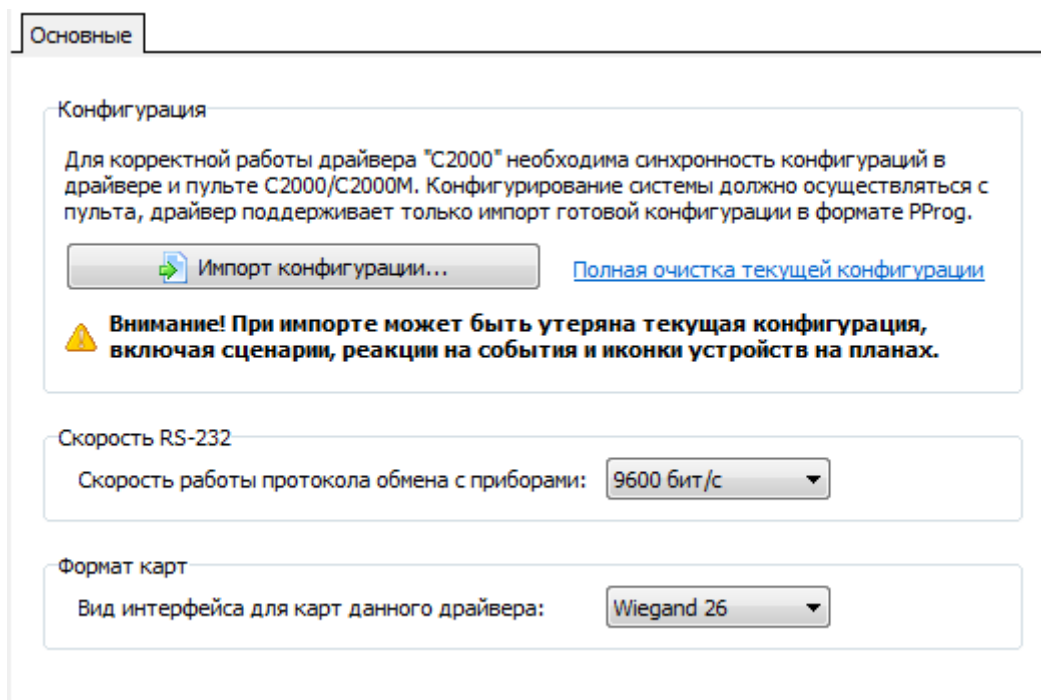 Основные
Конфигурация
Для корректной работы драйвера "С2000" необходима синхронность конфигураций в
драйвере и пульте С2000/С2000М. Конфигурирование системы должно осуществляться с
пульта, драйвер поддерживает только импорт готовой конфигурации в формате PProg.
Импорт конфигурации...
Полная очистка текущей конфигурации
Внимание! При импорте может быть утеряна текущая конфигурация,
включая сценарии, реакции на события и иконки устройств на планах.
Скорость RS-232
Скорость работы протокола обмена с приборами:
9600 бит/с
Формат карт
Вид интерфейса для карт данного драйвера:
Wiegand 26